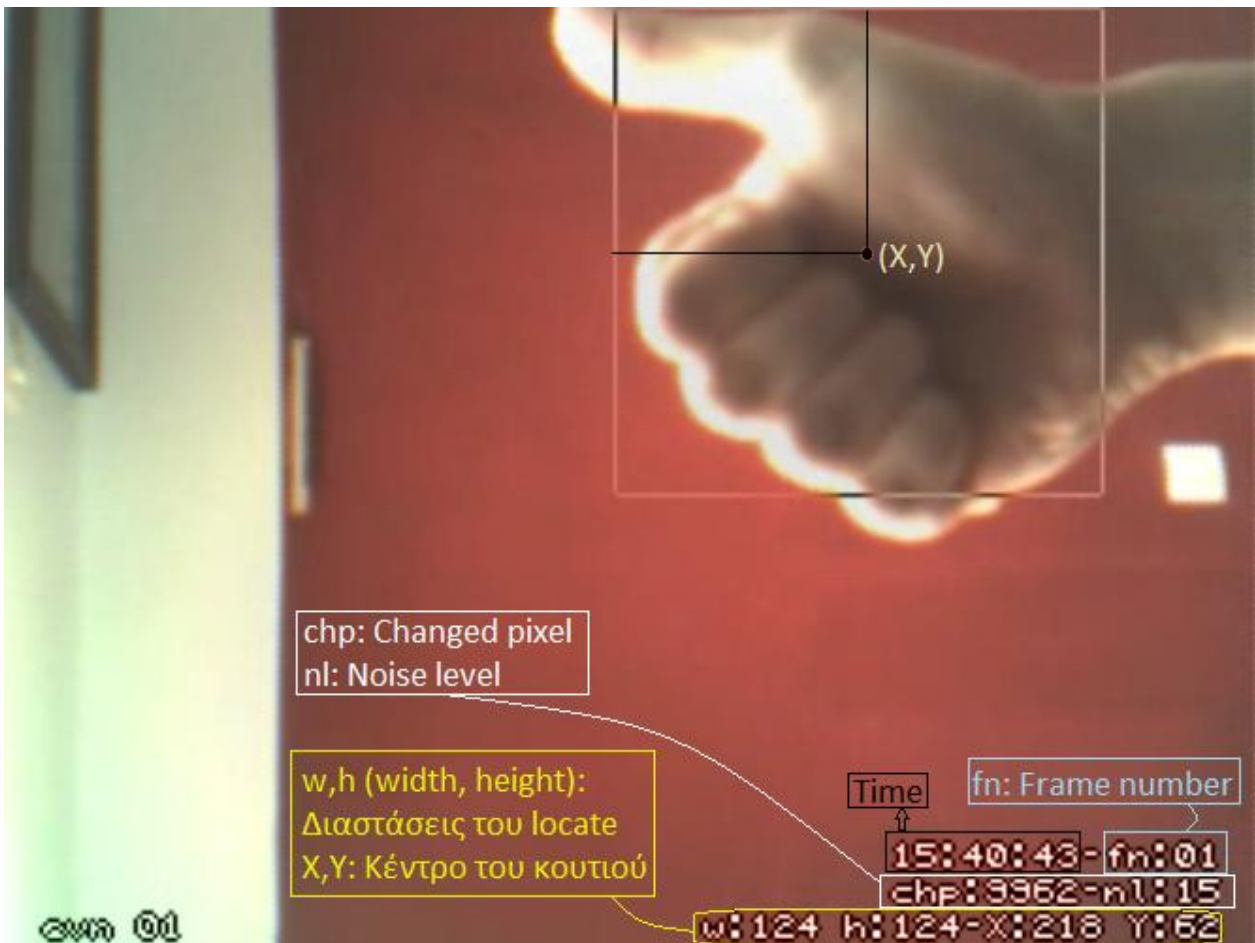 (X,Y)
chp: Changed pixel
nl: Noise level
w,h (width, height):
Διαστάσεις του locate
X,Y: Κέντρο του κουτιού
Time
fn: Frame number
15:40:43-fn:01
chp:9962-nl:15
w:124 h:124-X:218 Y:62
01